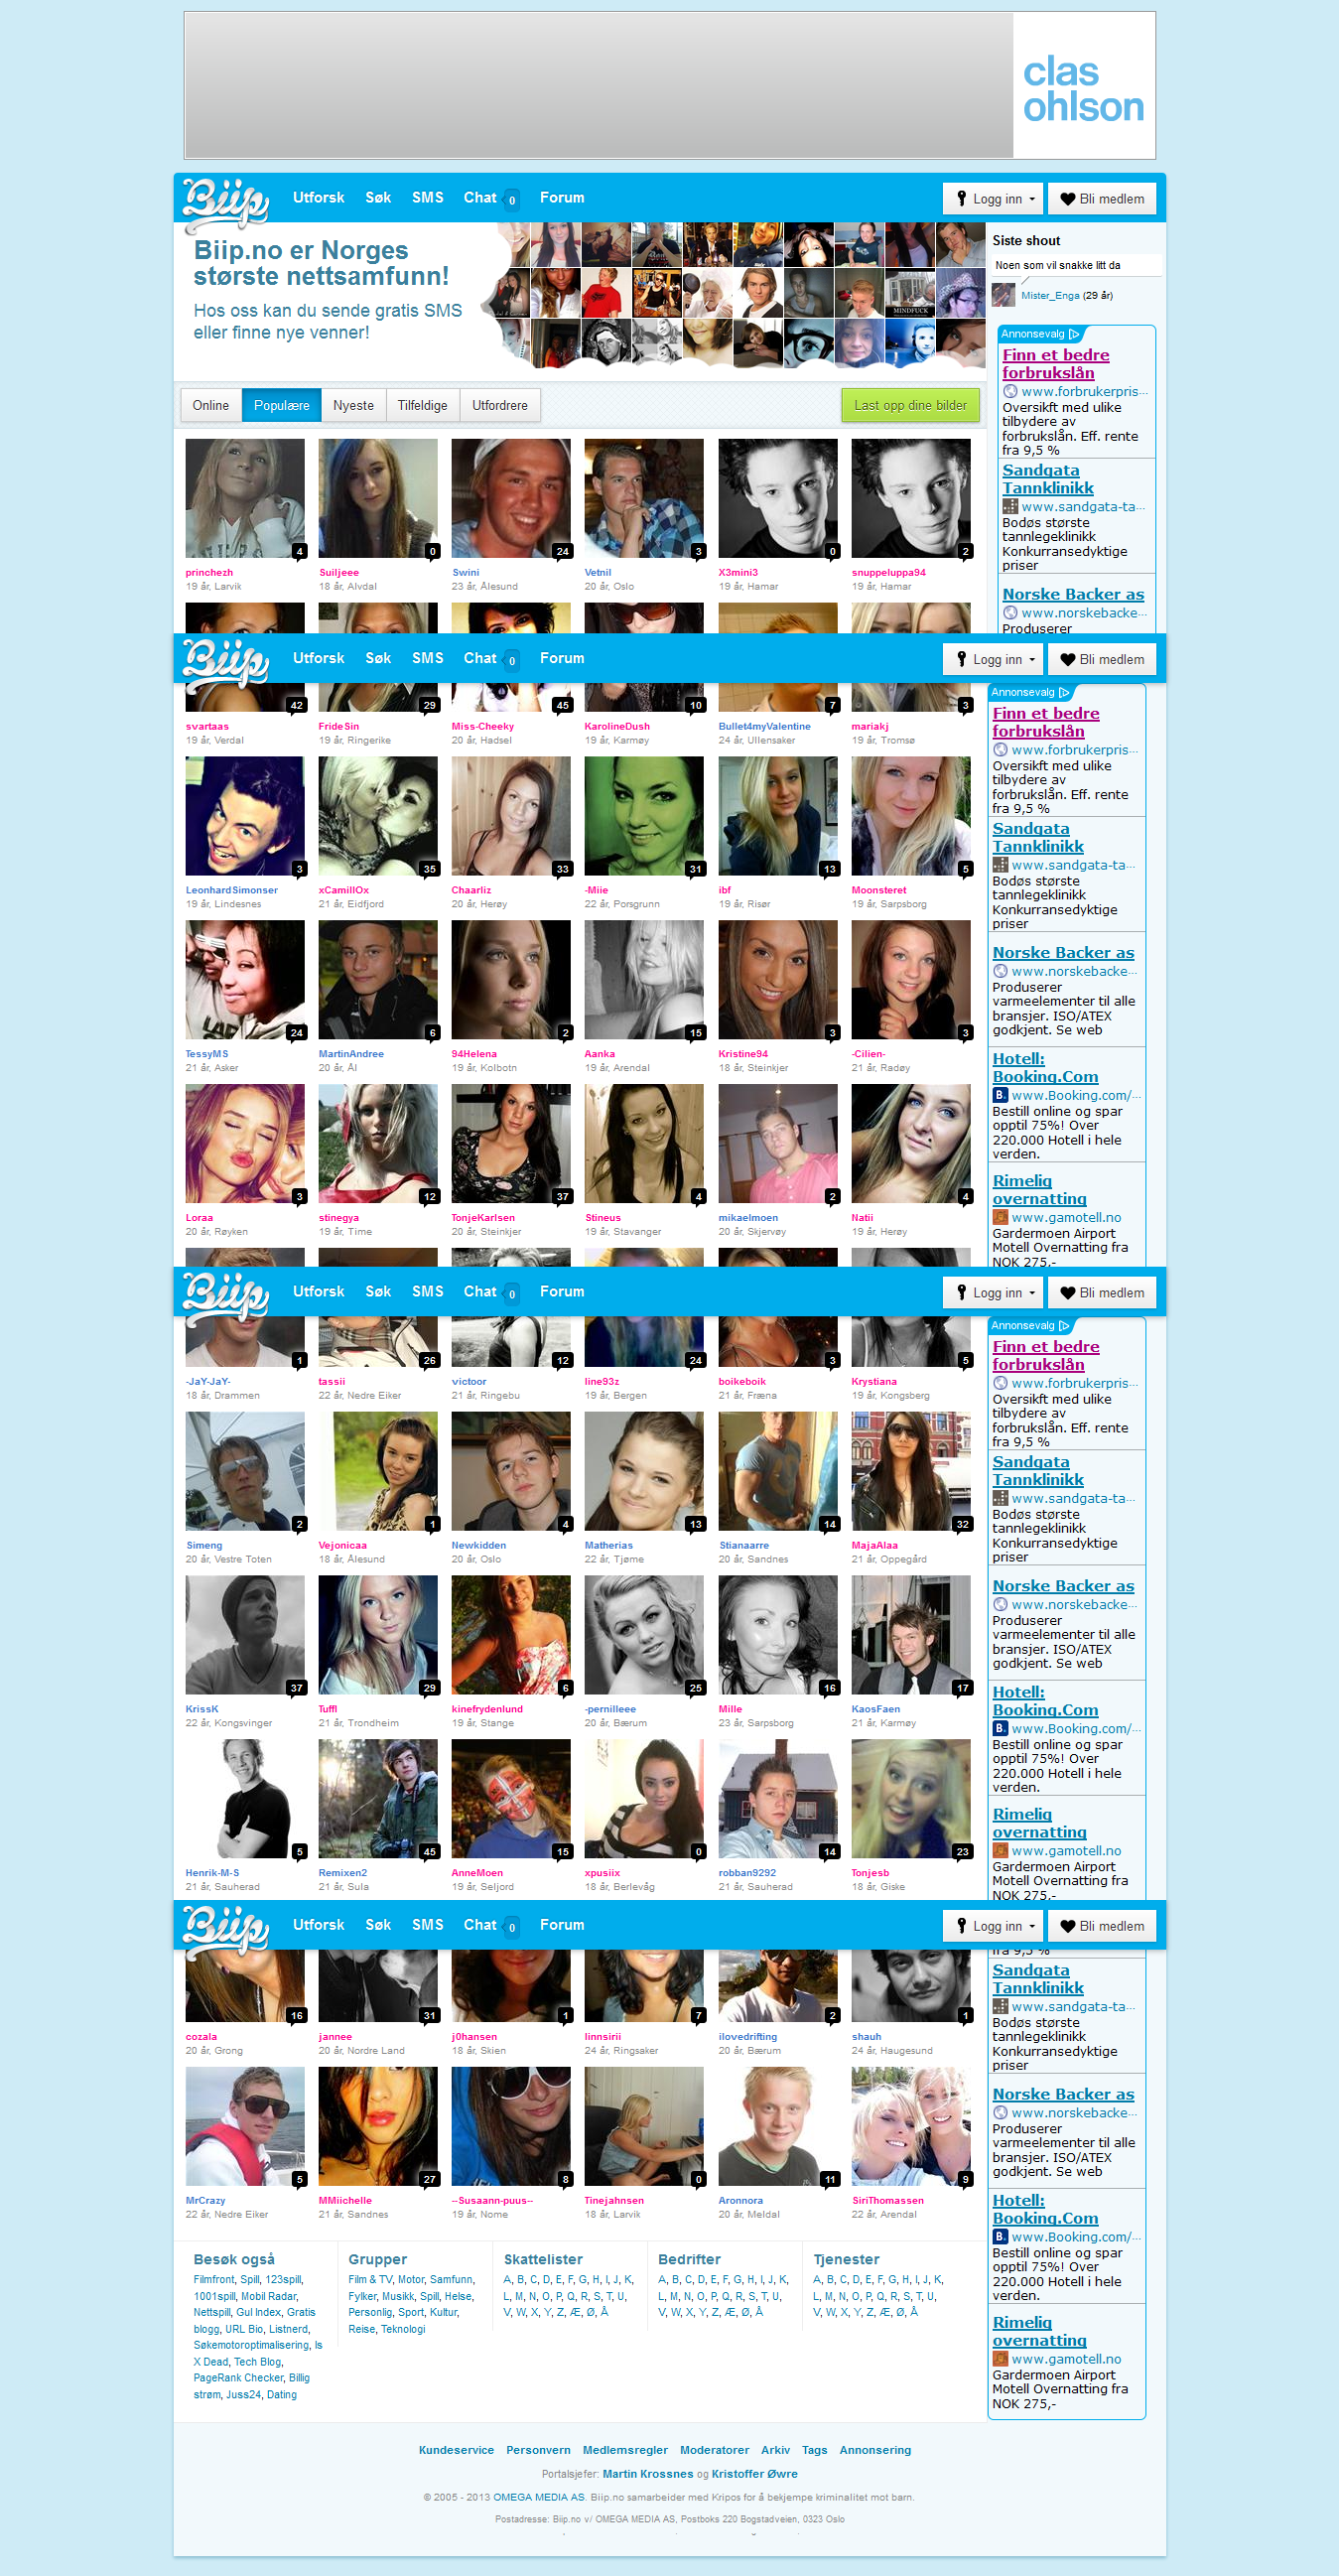 clas
ohlson
Biip
Utforsk Søk SMS Chat 0 Forum
Logg inn Bli medlem
Biip.no er Norges
største nettsamfunn!
Hos oss kan du sende gratis SMS
eller finne nye venner!
MINDFUCK
Siste shout
Noen som vil snakke litt da
Mister_Enga (29 år)
Online Populære Nyeste Tilfeldige Utfordrere
Last opp dine bilder
Annonsevalg
Finn et bedre
forbrukslån
www.forbrukerpris...
Oversikft med ulike
tilbydere av
forbrukslån. Eff. rente
fra 9,5 %
Sandgata
Tannklinikk
www.sandgata-ta...
Bodøs største
tannlegeklinikk
Konkurransedyktige
priser
Norske Backer as
www.norskebacke...
Produserer
4 0 24 3 0 2
princhezh Suiljeee Swini Vetnil X3mini3 snuppeluppa94
19 år, Larvik 18 år, Alvdal 23 år, Ålesund 20 år, Oslo 19 år, Hamar 19 år, Hamar
Biip
Utforsk Søk SMS Chat 0 Forum
Logg inn Bli medlem
42 29 45 10 7 3
svartaas FrideSin Miss-Cheeky KarolineDush Bullet4myValentine mariakj
19 år, Verdal 19 år, Ringerike 20 år, Hadsel 19 år, Karmøy 24 år, Ullensaker 19 år, Tromsø
3 35 33 31 13 5
LeonhardSimonser xCamillOx Chaarliz -Miie ibf Moonsteret
19 år, Lindesnes 21 år, Eidfjord 20 år, Herøy 22 år, Porsgrunn 19 år, Risør 19 år, Sarpsborg
24 6 2 15 3 3
TessyMS MartinAndree 94Helena Aanka Kristine94 -Cilien-
21 år, Asker 20 år, Ål 19 år, Kolbotn 19 år, Arendal 18 år, Steinkjer 21 år, Radøy
3 12 37 4 2 4
Loraa stinegya TonjeKarlsen Stineus mikaelmoen Natii
20 år, Røyken 19 år, Time 20 år, Steinkjer 19 år, Stavanger 20 år, Skjervøy 19 år, Herøy
Annonsevalg
Finn et bedre
forbrukslån
www.forbrukerpris...
Oversikft med ulike
tilbydere av
forbrukslån. Eff. rente
fra 9,5 %
Sandgata
Tannklinikk
www.sandgata-ta...
Bodøs største
tannlegeklinikk
Konkurransedyktige
priser
Norske Backer as
www.norskebacke...
Produserer
varmeelementer til alle
bransjer. ISO/ATEX
godkjent. Se web
Hotell:
Booking.Com
www.Booking.com/...
Bestill online og spar
opptil 75%! Over
220.000 Hotell i hele
verden.
Rimelig
overnatting
www.gamotell.no
Gardermoen Airport
Motell Overnatting fra
NOK 275,-
Biip
Utforsk Søk SMS Chat 0 Forum
Logg inn Bli medlem
1 26 12 24 3 5
-JaY-JaY- tassii victoor line93z boikeboik Krystiana
18 år, Drammen 22 år, Nedre Eiker 21 år, Ringebu 19 år, Bergen 21 år, Fræna 19 år, Kongsberg
2 1 4 13 14 32
Simeng Vejonicaa Newkidden Matherias Stianaarre MajaAlaa
20 år, Vestre Toten 18 år, Ålesund 20 år, Oslo 22 år, Tjøme 20 år, Sandnes 21 år, Oppegård
37 29 6 25 16 17
KrissK Tuffl kinefrydenlund -pernilleee Mille KaosFaen
22 år, Kongsvinger 21 år, Trondheim 19 år, Stange 20 år, Bærum 23 år, Sarpsborg 21 år, Karmøy
5 45 15 0 14 23
Henrik-M-S Remixen2 AnneMoen xpusiix robban9292 Tonjesb
21 år, Sauherad 21 år, Sula 19 år, Seljord 18 år, Berlevåg 21 år, Sauherad 18 år, Giske
Annonsevalg
Finn et bedre
forbrukslån
www.forbrukerpris...
Oversikft med ulike
tilbydere av
forbrukslån. Eff. rente
fra 9,5 %
Sandgata
Tannklinikk
www.sandgata-ta...
Bodøs største
tannlegeklinikk
Konkurransedyktige
priser
Norske Backer as
www.norskebacke...
Produserer
varmeelementer til alle
bransjer. ISO/ATEX
godkjent. Se web
Hotell:
Booking.Com
www.Booking.com/...
Bestill online og spar
opptil 75%! Over
220.000 Hotell i hele
verden.
Rimelig
overnatting
www.gamotell.no
Gardermoen Airport
Motell Overnatting fra
NOK 275,-
Biip
Utforsk Søk SMS Chat 0 Forum
Logg inn Bli medlem
16 31 1 7 2 1
cozala jannee j0hansen linnsirii ilovedrifting shauh
20 år, Grong 20 år, Nordre Land 18 år, Skien 24 år, Ringsaker 20 år, Bærum 24 år, Haugesund
5 27 8 0 11 9
MrCrazy MMiichelle --Susaann-puus-- Tinejahnsen Aronnora SiriThomassen
22 år, Nedre Eiker 21 år, Sandnes 19 år, Nome 18 år, Larvik 20 år, Meldal 22 år, Arendal
fra 9,5 %
Sandgata
Tannklinikk
www.sandgata-ta...
Bodøs største
tannlegeklinikk
Konkurransedyktige
priser
Norske Backer as
www.norskebacke...
Produserer
varmeelementer til alle
bransjer. ISO/ATEX
godkjent. Se web
Hotell:
Booking.Com
www.Booking.com/...
Bestill online og spar
opptil 75%! Over
220.000 Hotell i hele
verden.
Rimelig
overnatting
www.gamotell.no
Gardermoen Airport
Motell Overnatting fra
NOK 275,-
Besøk også
Filmfront, Spill, 123spill,
1001spill, Mobil Radar,
Nettspill, Gul Index, Gratis
blogg, URL Bio, Listnerd,
Søkemotoroptimalisering, Is
X Dead, Tech Blog,
PageRank Checker, Billig
strøm, Juss24, Dating
Grupper
Film & TV, Motor, Samfunn,
Fylker, Musikk, Spill, Helse,
Personlig, Sport, Kultur,
Reise, Teknologi
Skattelister
A, B, C, D, E, F, G, H, I, J, K,
L, M, N, O, P, Q, R, S, T, U,
V, W, X, Y, Z, Æ, Ø, Å
Bedrifter
A, B, C, D, E, F, G, H, I, J, K,
L, M, N, O, P, Q, R, S, T, U,
V, W, X, Y, Z, Æ, Ø, Å
Tjenester
A, B, C, D, E, F, G, H, I, J, K,
L, M, N, O, P, Q, R, S, T, U,
V, W, X, Y, Z, Æ, Ø, Å
Kundeservice Personvern Medlemsregler Moderatorer Arkiv Tags Annonsering
Portalsjefer: Martin Krossnes og Kristoffer Øwre
© 2005 - 2013 OMEGA MEDIA AS. Biip.no samarbeider med Kripos for å bekjempe kriminalitet mot barn.
Postadresse: Biip.no v/ OMEGA MEDIA AS, Postboks 220 Bogstadveien, 0323 Oslo